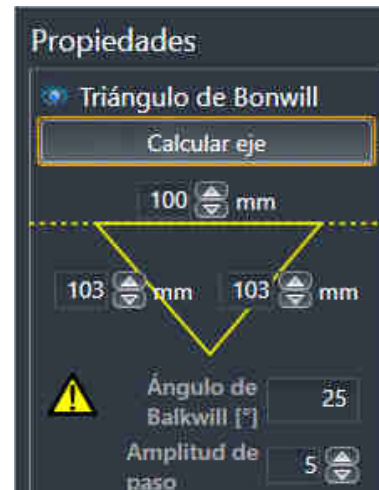 Propiedades
Triángulo de Bonwill
Calcular eje
100 mm
103 mm 103 mm
Ángulo de 25
Balkwill [°]
Amplitud de 5
paso